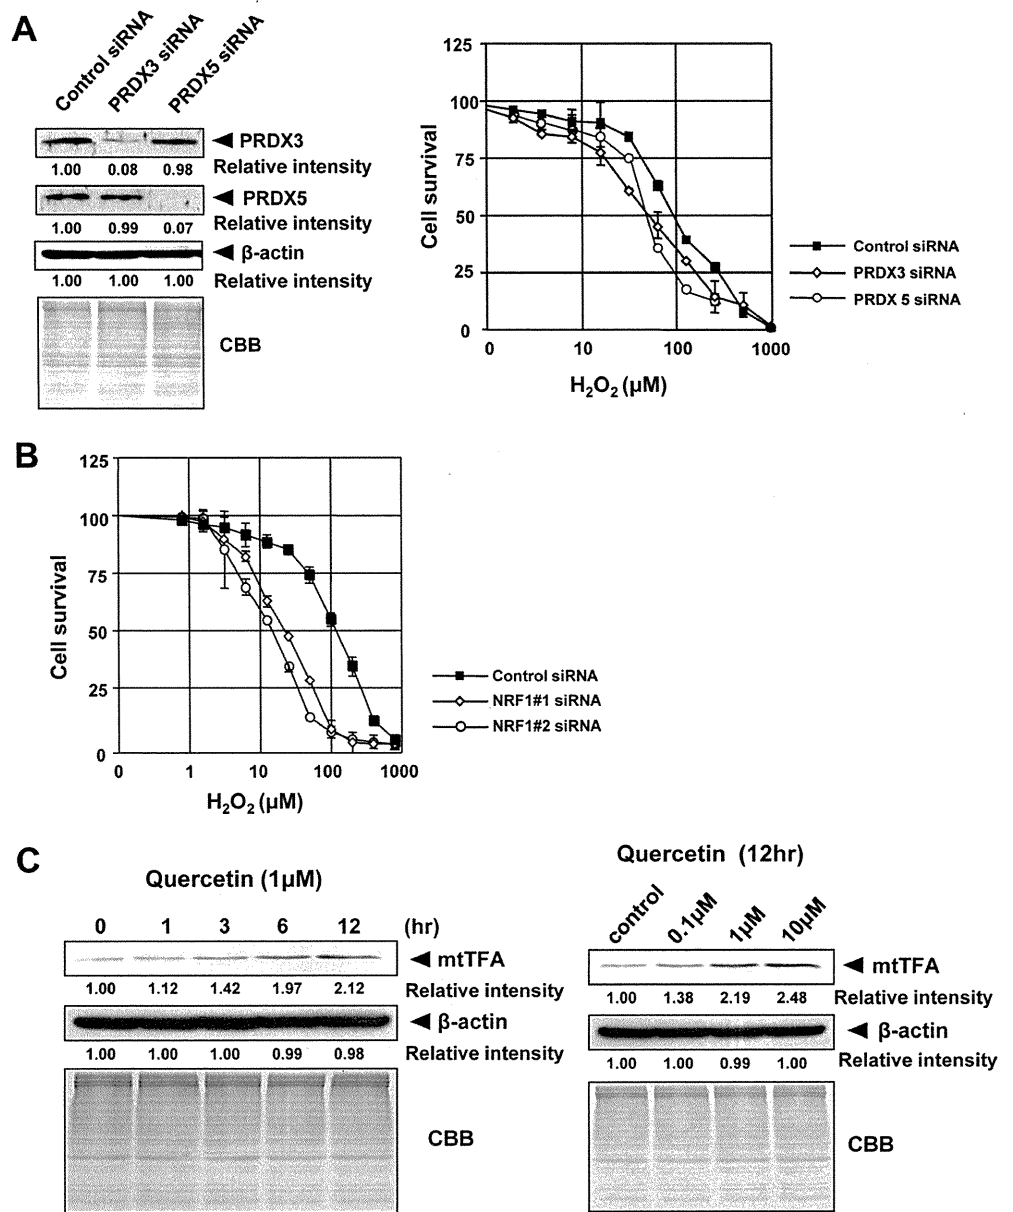 A
Control siRNA
PRDX3 siRNA
PRDX5 siRNA
PRDX3
1.00 0.08 0.98 Relative intensity
PRDX5
1.00 0.99 0.07 Relative intensity
β-actin
1.00 1.00 1.00 Relative intensity
CBB
125
100
75
50
25
0
Cell survival
0 10 100 1000
H2O2 (μM)
Control siRNA
PRDX3 siRNA
PRDX 5 siRNA
B
125
100
75
50
25
0
Cell survival
0 1 10 100 1000
H2O2 (μM)
Control siRNA
NRF1#1 siRNA
NRF1#2 siRNA
C
Quercetin (1μM)
0 1 3 6 12 (hr)
mtTFA
1.00 1.12 1.42 1.97 2.12 Relative intensity
β-actin
1.00 1.00 1.00 0.99 0.98 Relative intensity
CBB
Quercetin (12hr)
control 0.1μM 1μM 10μM
mtTFA
1.00 1.38 2.19 2.48 Relative intensity
β-actin
1.00 1.00 0.99 1.00 Relative intensity
CBB